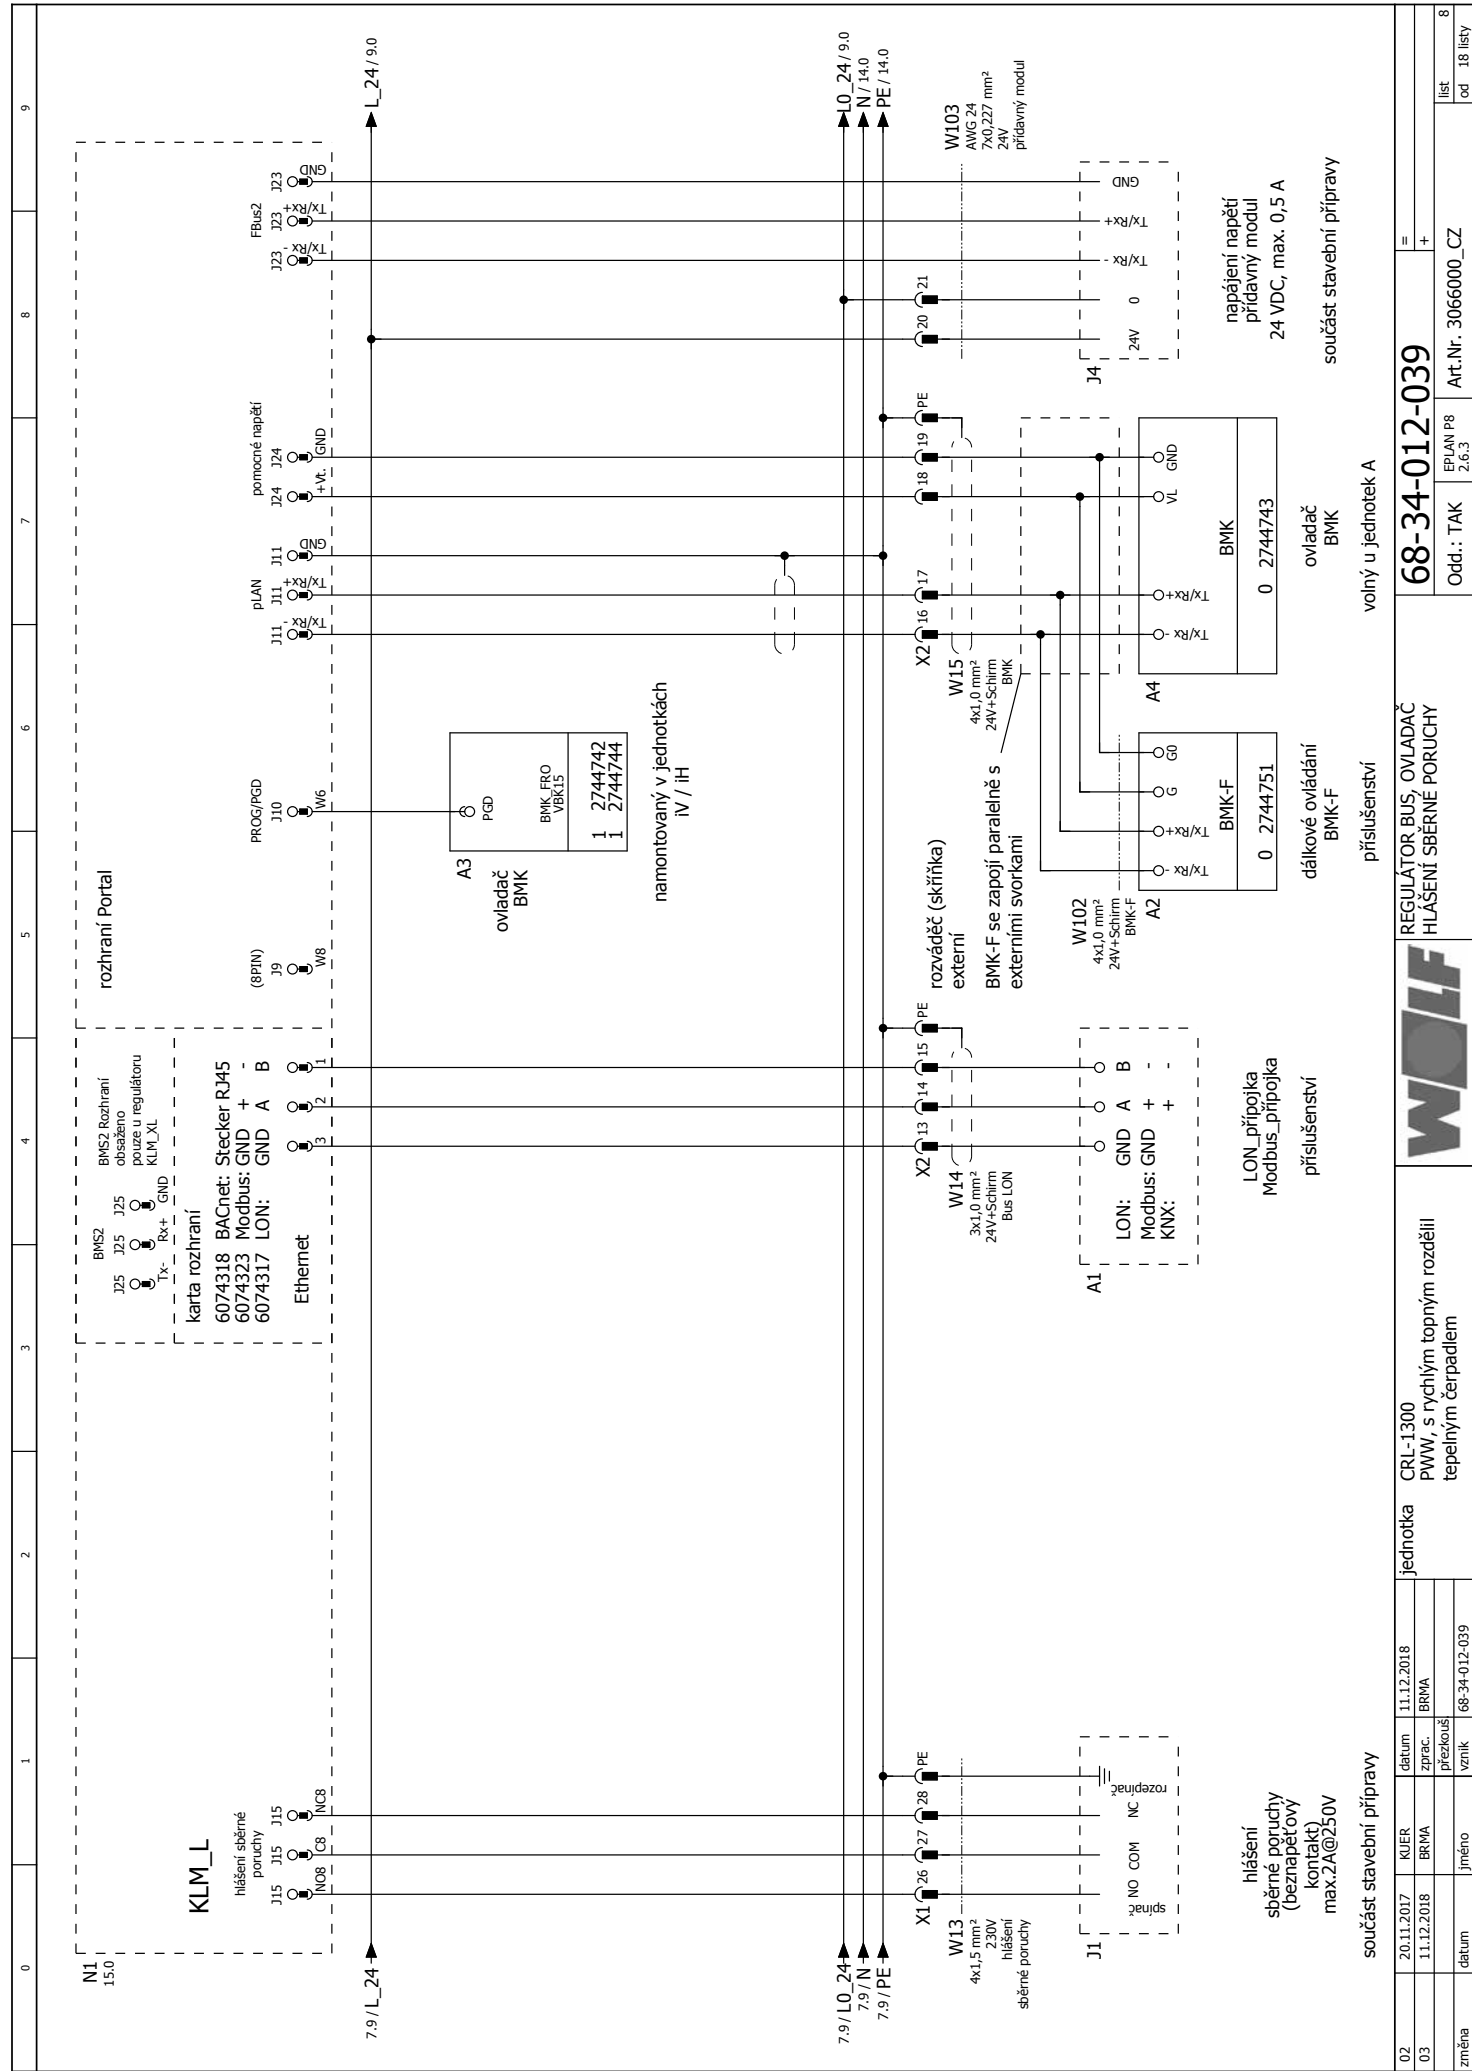 0 1 2 3 4 5 6 7 8 9
N1
15.0
KLM_L
hlášení sběrné
poruchy
J15 J15 J15
NO8 C8 NC8
BMS2
J25 J25 J25
Tx- Rx+ GND
BMS2 Rozhraní
obsaženo
pouze u regulátoru
KLM_XL
karta rozhraní
6074318 BACnet: Stecker RJ45
6074323 Modbus: GND + -
6074317 LON: GND A B
Ethernet
3 2 1
rozhraní Portal
(8PIN)
J9
W8
PROG/PGD
J10
W6
pLAN
J11 J11 J11
Tx/Rx - Tx/Rx+ GND
pomocné napětí
J24 J24
+Vt. GND
FBus2
J23 J23 J23
Tx/Rx - Tx/Rx+ GND
7.9 / L_24
L_24 / 9.0
A3
PGD
BMK_FRO
VBK15
1 2744742
1 2744744
ovladač
BMK
namontovaný v jednotkách
iV / iH
7.9 / L0_24
L0_24 / 9.0
7.9 / N
N / 14.0
7.9 / PE
PE / 14.0
X1 26 27 28 PE
W13
4x1,5 mm²
230V
hlášení
sběrné poruchy
J1
spínač NO COM NC rozepínač
hlášení
sběrné poruchy
(beznapěťový
kontakt)
max.2A@250V
součást stavební přípravy
X2 13 14 15 PE
W14
3x1,0 mm²
24V+Schirm
Bus LON
A1
LON: GND A B
Modbus: GND + -
KNX: + -
LON_přípojka
Modbus_přípojka
příslušenství
rozváděč (skříňka)
externí
BMK-F se zapojí paralelně s
externími svorkami
X2 16 17 18 19 PE
W15
4x1,0 mm²
24V+Schirm
BMK
W102
4x1,0 mm²
24V+Schirm
BMK-F
A2
Tx/Rx - Tx/Rx+ G G0
BMK-F
0 2744751
dálkové ovládání
BMK-F
příslušenství
A4
Tx/Rx - Tx/Rx+ VL GND
BMK
0 2744743
ovladač
BMK
volný u jednotek A
20 21
W103
AWG 24
7x0,227 mm²
24V
přídavný modul
J4
24V 0 Tx/Rx - Tx/Rx+ GND
napájení napětí
přídavný modul
24 VDC, max. 0,5 A
součást stavební přípravy
02 20.11.2017 KUER datum 11.12.2018
03 11.12.2018 BRMA zprac. BRMA
přezkouš.
změna datum jméno vznik 68-34-012-039
jednotka CRL-1300
PWW, s rychlým topným rozdělil
tepelným čerpadlem
WOLF
REGULÁTOR BUS, OVLADAČ
HLÁŠENÍ SBĚRNÉ PORUCHY
68-34-012-039
=
+
Odd.: TAK
EPLAN P8
2.6.3
Art.Nr. 3066000_CZ
list 8
od 18 listy